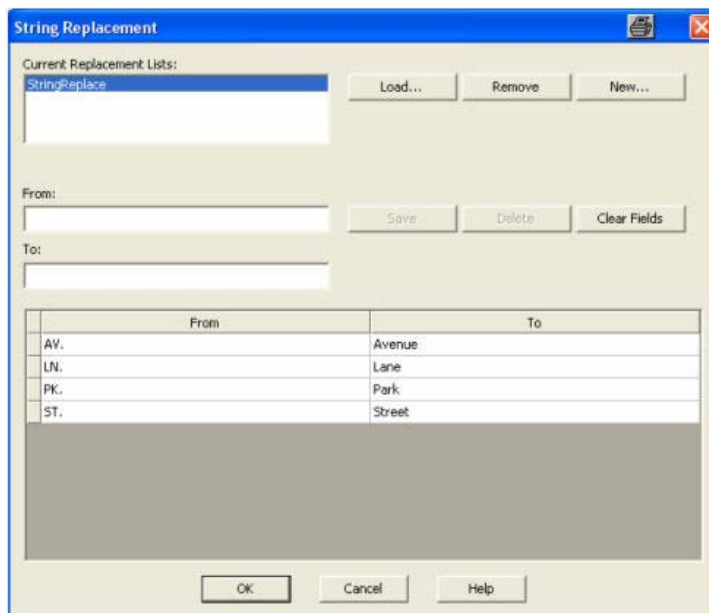 String Replacement
Current Replacement Lists:
StringReplace
Load... Remove New...
From:
Save Delete Clear Fields
To:
From To
AV. Avenue
LN. Lane
PK. Park
ST. Street
OK Cancel Help